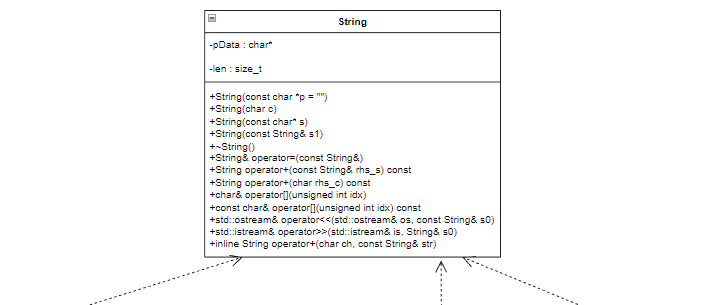 String
-pData : char*
-len : size_t
+String(const char *p = "")
+String(char c)
+String(const char* s)
+String(const String& s1)
+~String()
+String& operator=(const String&)
+String operator+(const String& rhs_s) const
+String operator+(char rhs_c) const
+char& operator[](unsigned int idx)
+const char& operator[](unsigned int idx) const
+std::ostream& operator<<(std::ostream& os, const String& s0)
+std::istream& operator>>(std::istream& is, String& s0)
+inline String operator+(char ch, const String& str)